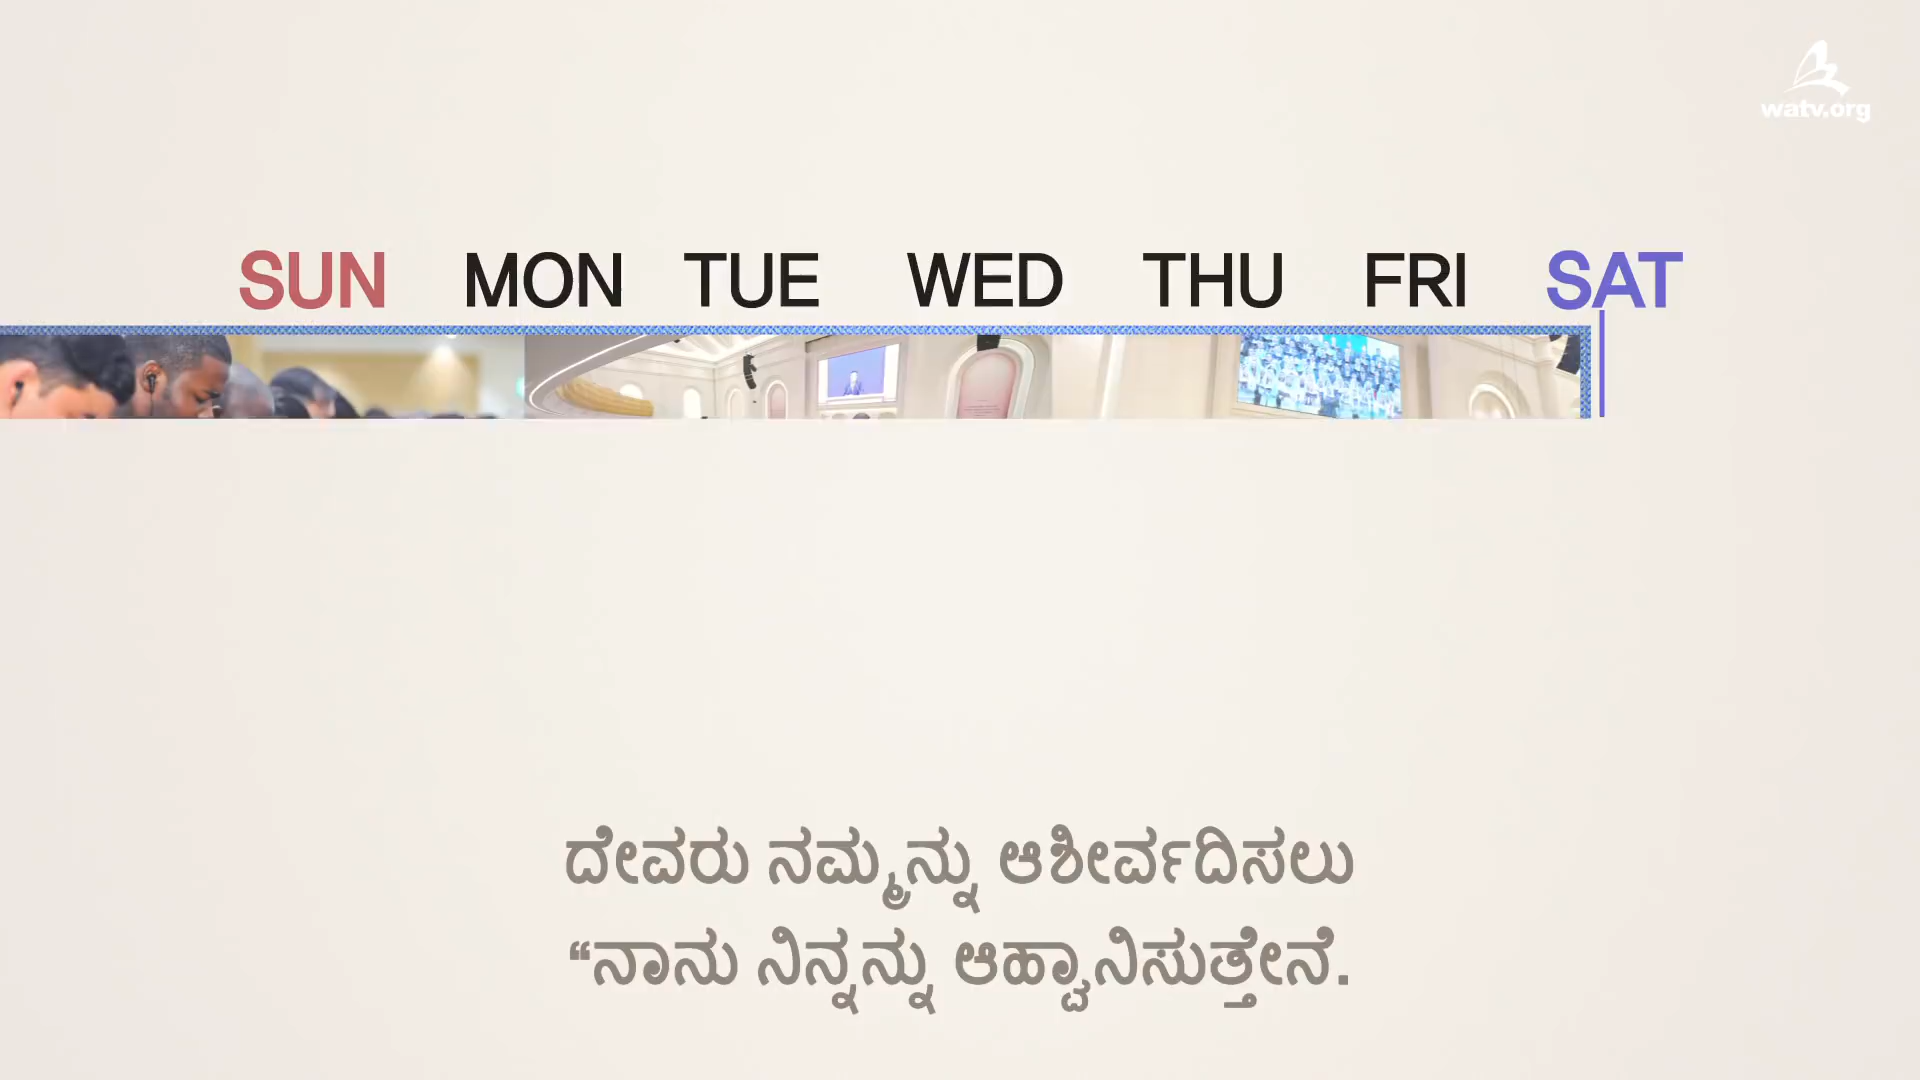 watv.org
SUN MON TUE WED THU FRI SAT
ದೇವರು ನಮ್ಮನ್ನು ಆಶೀರ್ವದಿಸಲು
“ನಾನು ನಿನ್ನನ್ನು ಆಹ್ವಾನಿಸುತ್ತೇನೆ.